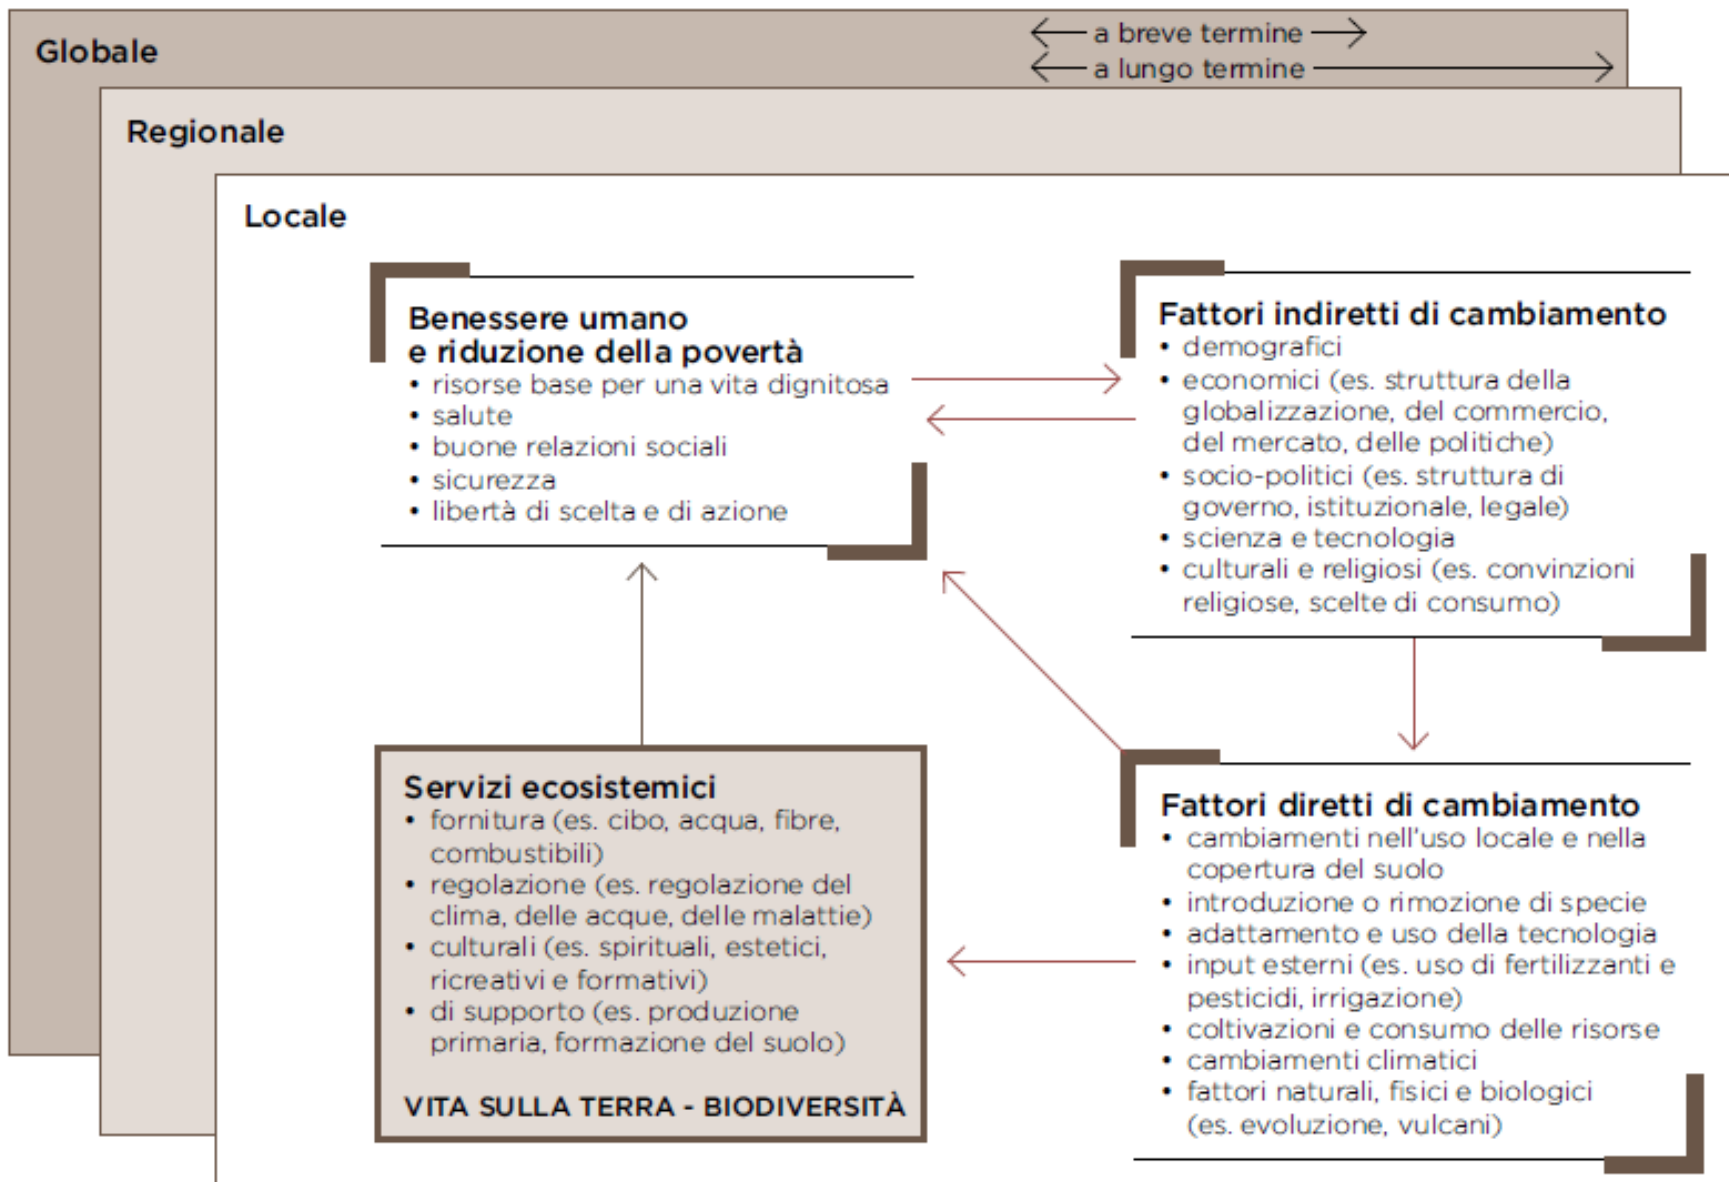 Globale
a breve termine
a lungo termine
Regionale
Locale
Benessere umano
e riduzione della povertà
• risorse base per una vita dignitosa
• salute
• buone relazioni sociali
• sicurezza
• libertà di scelta e di azione
Fattori indiretti di cambiamento
• demografici
• economici (es. struttura della
globalizzazione, del commercio,
del mercato, delle politiche)
• socio-politici (es. struttura di
governo, istituzionale, legale)
• scienza e tecnologia
• culturali e religiosi (es. convinzioni
religiose, scelte di consumo)
Servizi ecosistemici
• fornitura (es. cibo, acqua, fibre,
combustibili)
• regolazione (es. regolazione del
clima, delle acque, delle malattie)
• culturali (es. spirituali, estetici,
ricreativi e formativi)
• di supporto (es. produzione
primaria, formazione del suolo)
VITA SULLA TERRA - BIODIVERSITÀ
Fattori diretti di cambiamento
• cambiamenti nell'uso locale e nella
copertura del suolo
• introduzione o rimozione di specie
• adattamento e uso della tecnologia
• input esterni (es. uso di fertilizzanti e
pesticidi, irrigazione)
• coltivazioni e consumo delle risorse
• cambiamenti climatici
• fattori naturali, fisici e biologici
(es. evoluzione, vulcani)